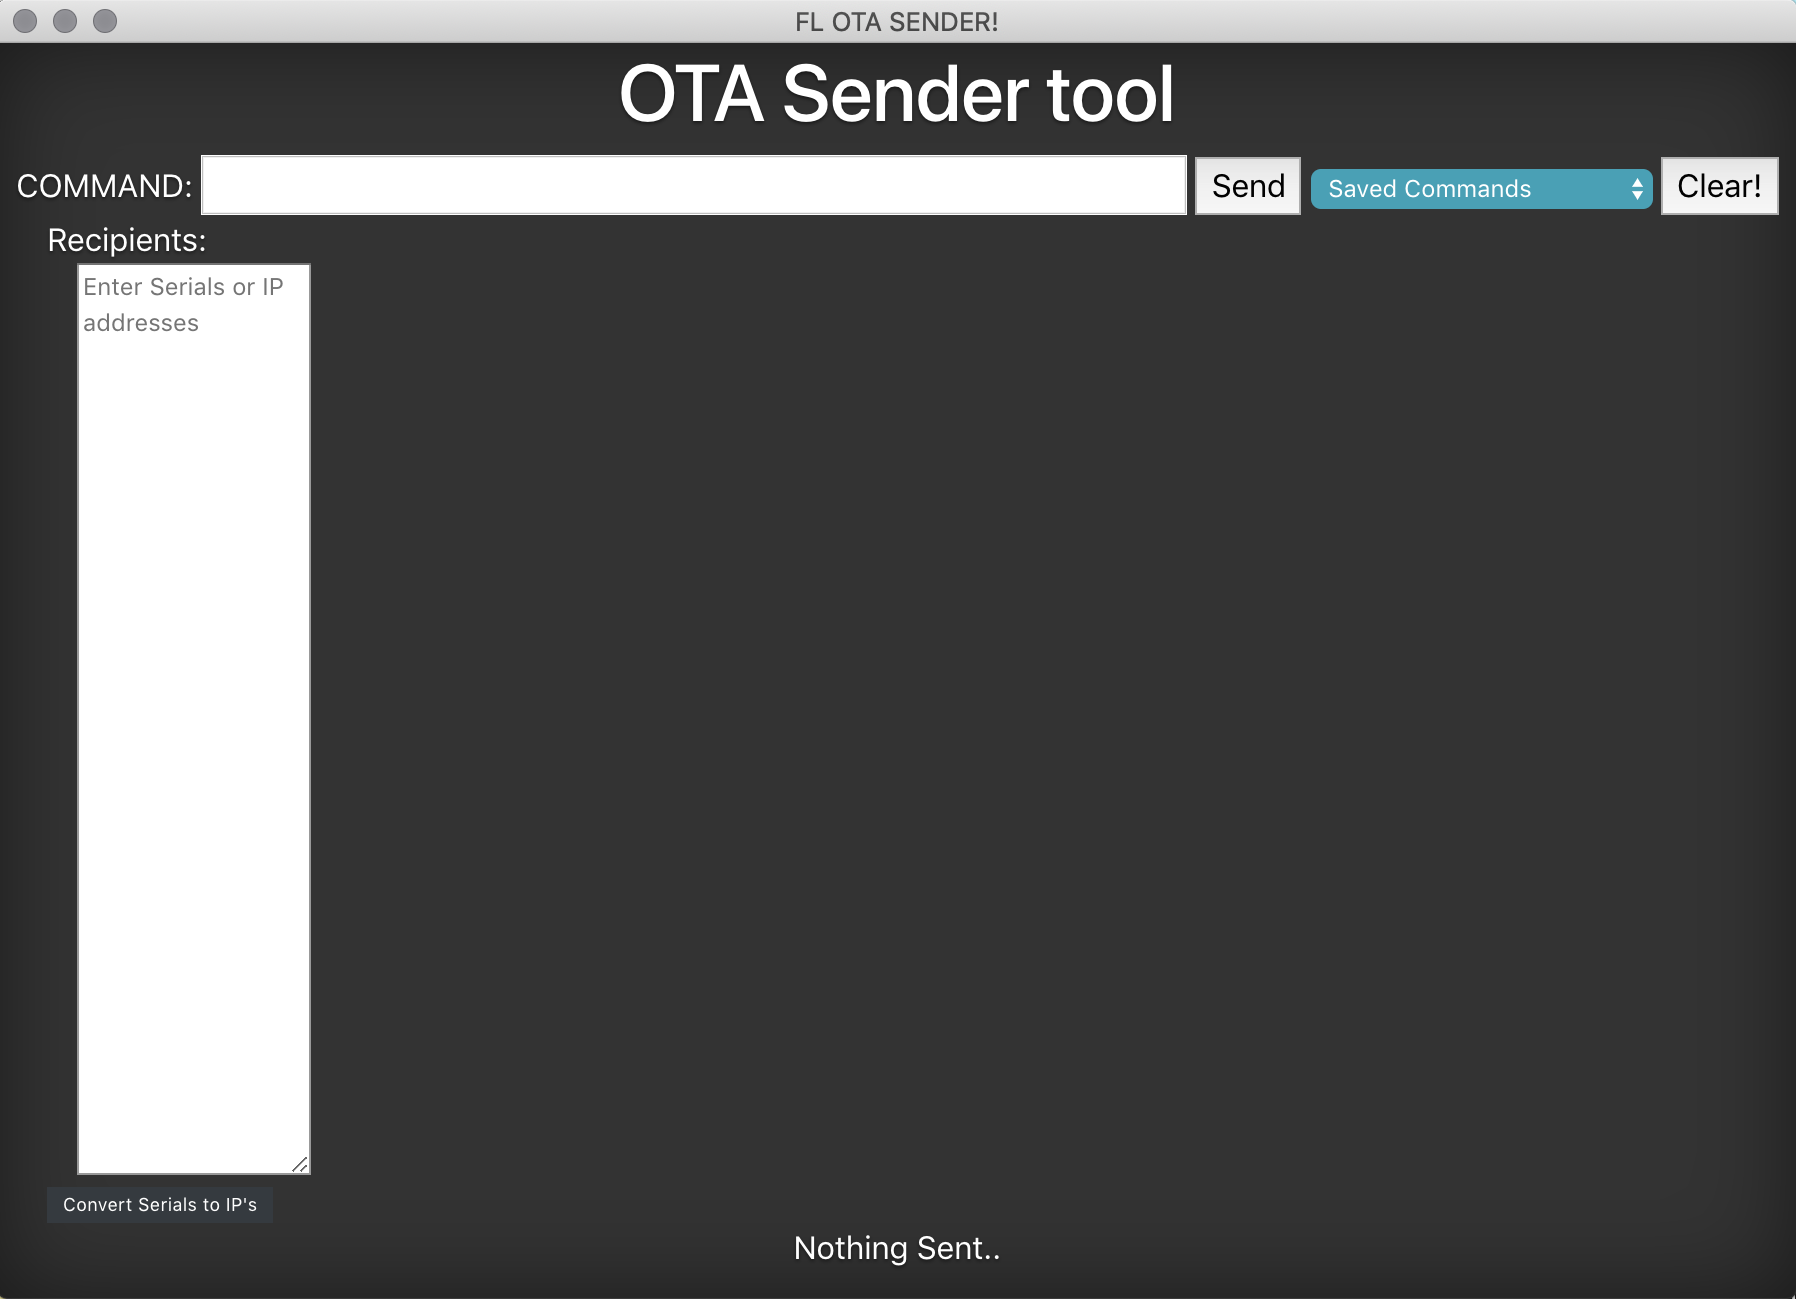 FL OTA SENDER!
OTA Sender tool
COMMAND: Send Saved Commands Clear!
Recipients:
Enter Serials or IP
addresses
Convert Serials to IP's
Nothing Sent..